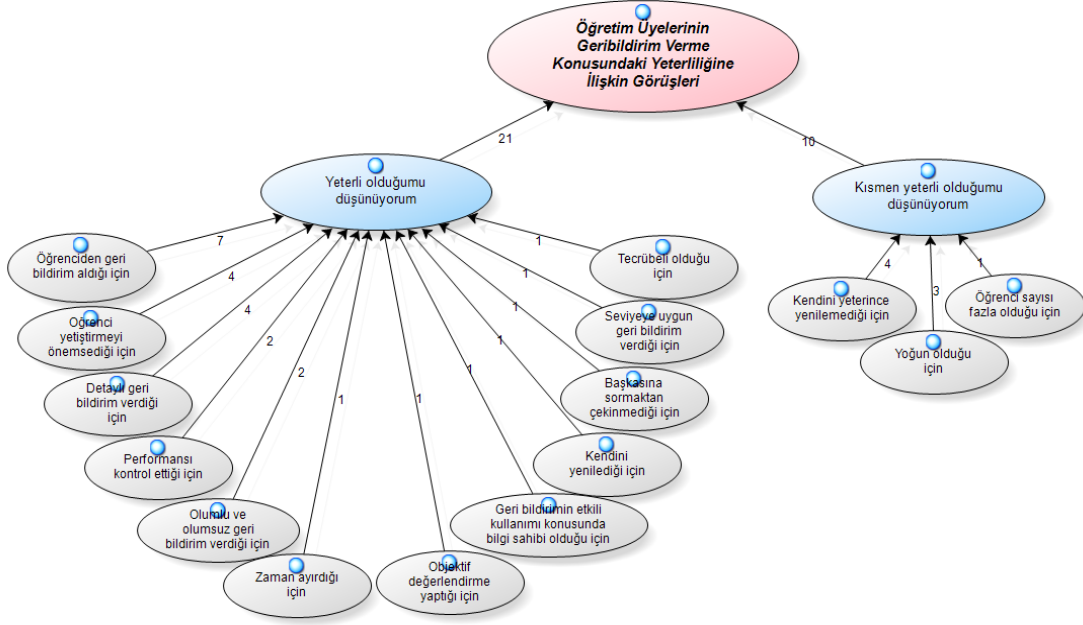 Öğretim Üyelerinin
Geribildirim Verme
Konusundaki Yeterliliğine
İlişkin Görüşleri
21
10
Yeterli olduğumu
düşünüyorum
Kısmen yeterli olduğumu
düşünüyorum
7
Öğrenciden geri
bildirim aldığı için
4
Öğrenci
yetiştirmeyi
önemsediği için
4
Detaylı geri
bildirim verdiği
için
2
Performansı
kontrol ettiği için
2
Olumlu ve
olumsuz geri
bildirim verdiği için
1
Zaman ayırdığı
için
1
Objektif
değerlendirme
yaptığı için
1
Geri bildirimin etkili
kullanımı konusunda
bilgi sahibi olduğu için
1
Kendini
yenilediği için
1
Başkasına
sormaktan
çekinmediği için
1
Seviyeye uygun
geri bildirim
verdiği için
1
Tecrübeli olduğu
için
4
Kendini yeterince
yenilemediği için
3
Yoğun olduğu
için
1
Öğrenci sayısı
fazla olduğu için